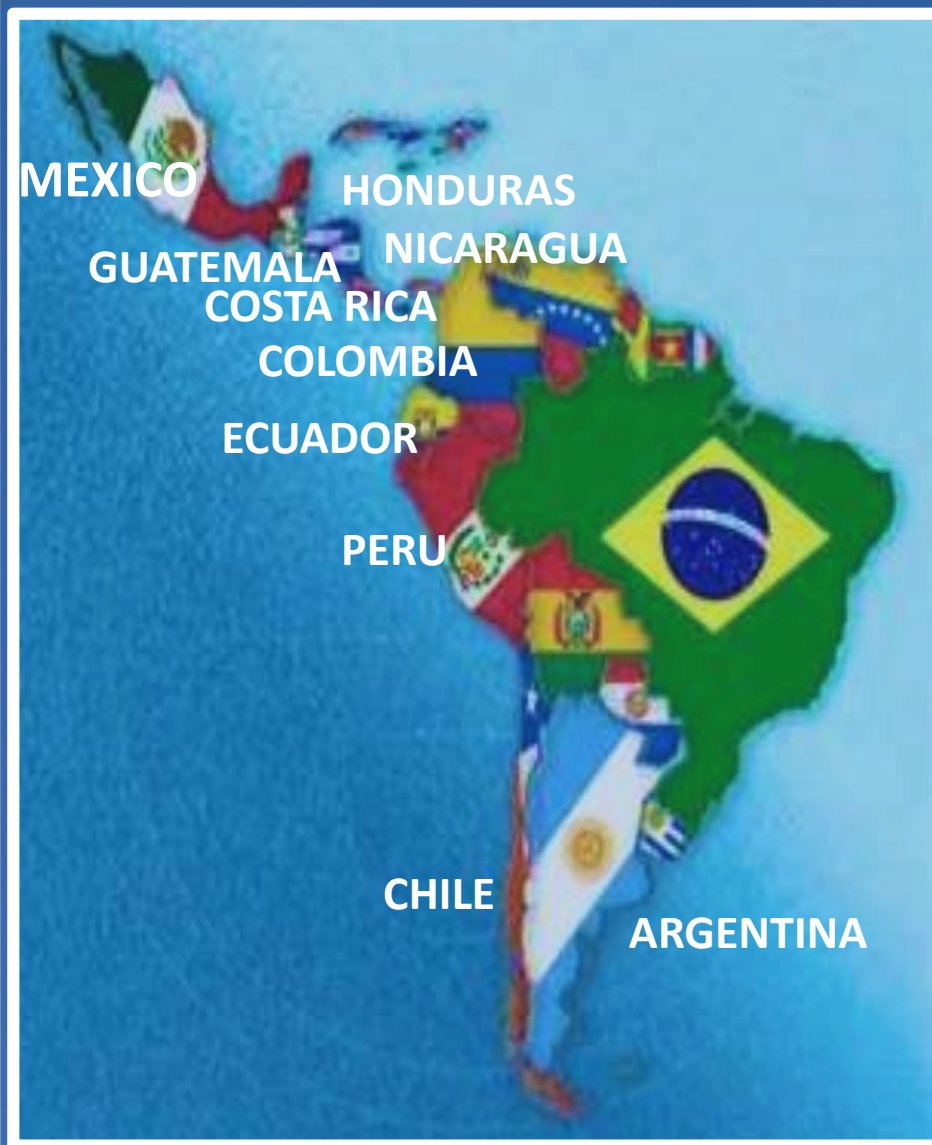 MEXICO
HONDURAS
NICARAGUA
GUATEMALA
COSTA RICA
COLOMBIA
ECUADOR
PERU
CHILE
ARGENTINA